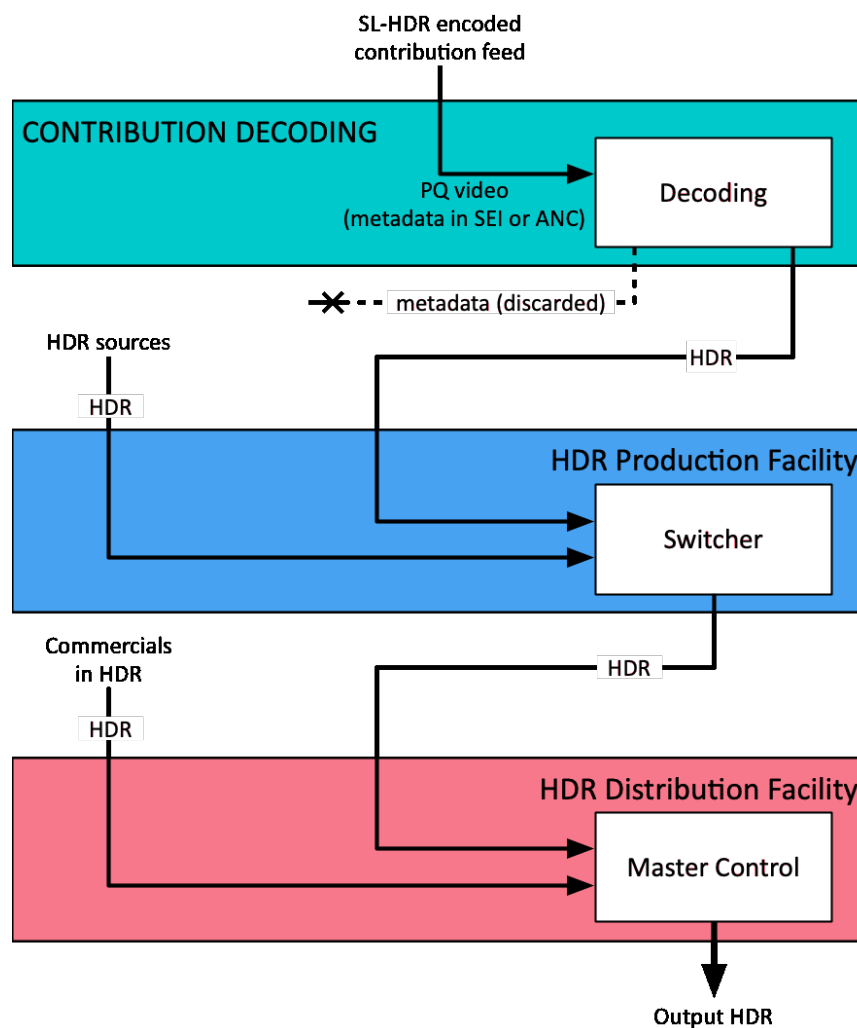 SL-HDR encoded
contribution feed
CONTRIBUTION DECODING
PQ video
(metadata in SEI or ANC)
Decoding
metadata (discarded)
HDR sources
HDR
HDR
HDR Production Facility
Switcher
Commercials
in HDR
HDR
HDR
HDR Distribution Facility
Master Control
Output HDR